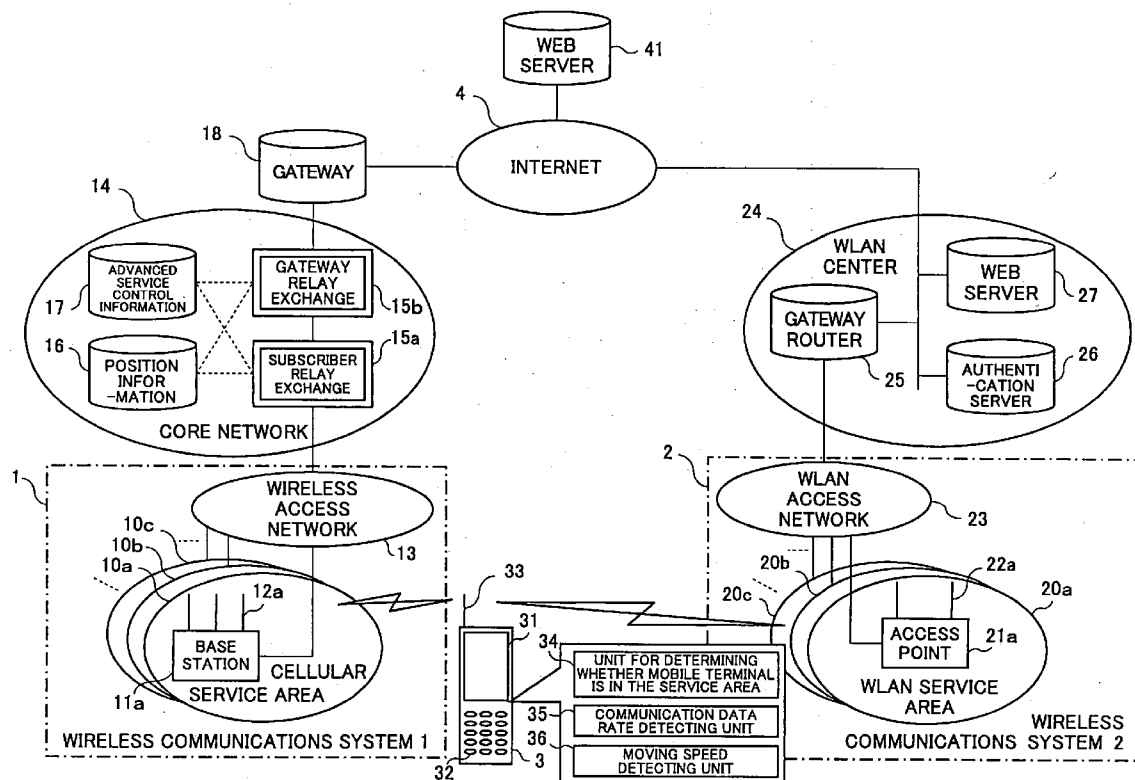 WEB
SERVER
41
4
18
INTERNET
GATEWAY
14
24
WLAN
CENTER
ADVANCED
SERVICE
CONTROL
INFORMATION
17
GATEWAY
RELAY
EXCHANGE
15b
WEB
SERVER
27
16
POSITION
INFOR
-MATION
15a
SUBSCRIBER
RELAY
EXCHANGE
GATEWAY
ROUTER
25
AUTHENTI
-CATION
SERVER
26
CORE NETWORK
1
WIRELESS
ACCESS
NETWORK
13
2
WLAN
ACCESS
NETWORK
23
10c
10b
10a
12a
BASE
STATION
11a
CELLULAR
SERVICE AREA
WIRELESS COMMUNICATIONS SYSTEM 1
33
31
32
3
34
UNIT FOR DETERMINING
WHETHER MOBILE TERMINAL
IS IN THE SERVICE AREA
35
COMMUNICATION DATA
RATE DETECTING UNIT
36
MOVING SPEED
DETECTING UNIT
20b
20c
22a
20a
ACCESS
POINT
21a
WLAN SERVICE
AREA
WIRELESS
COMMUNICATIONS SYSTEM 2